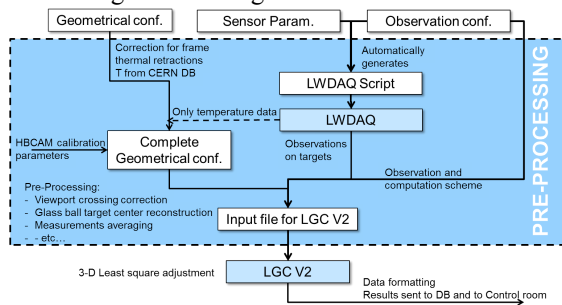 Geometrical conf.
Sensor Param.
Observation conf.
Correction for frame
thermal retractions
T from CERN DB
Automatically
generates
LWDAQ Script
PRE-PROCESSING
Only temperature data
LWDAQ
HBCAM calibration
parameters
Complete
Geometrical conf.
Observations
on targets
Observation and
computation scheme
Pre-Processing:
- Viewport crossing correction
- Glass ball target center reconstruction
- Measurements averaging
- - etc…
Input file for LGC V2
3-D Least square adjustment
LGC V2
Data formatting
Results sent to DB and to Control room